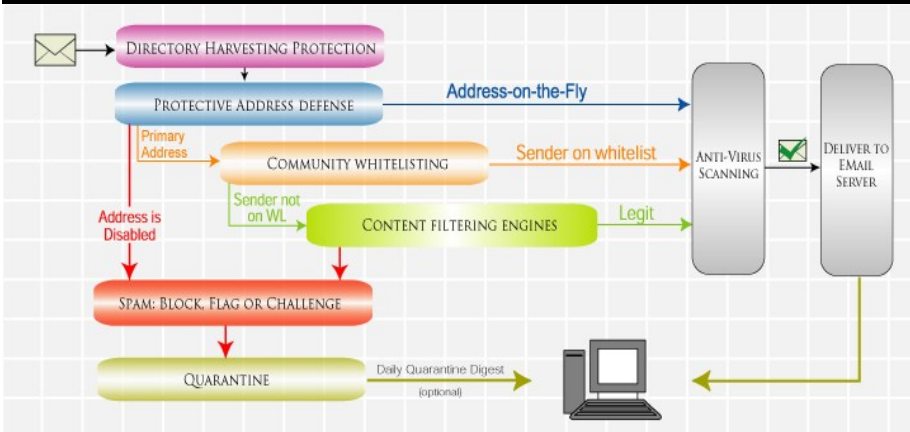 DIRECTORY HARVESTING PROTECTION
PROTECTIVE ADDRESS DEFENSE
Address-on-the-Fly
Primary
Address
COMMUNITY WHITELISTING
Sender on whitelist
ANTI-VIRUS
SCANNING
DELIVER TO
EMAIL
SERVER
Sender not
on WL
CONTENT FILTERING ENGINES
Legit
Address is
Disabled
SPAM: BLOCK, FLAG OR CHALLENGE
QUARANTINE
Daily Quarantine Digest
(optional)